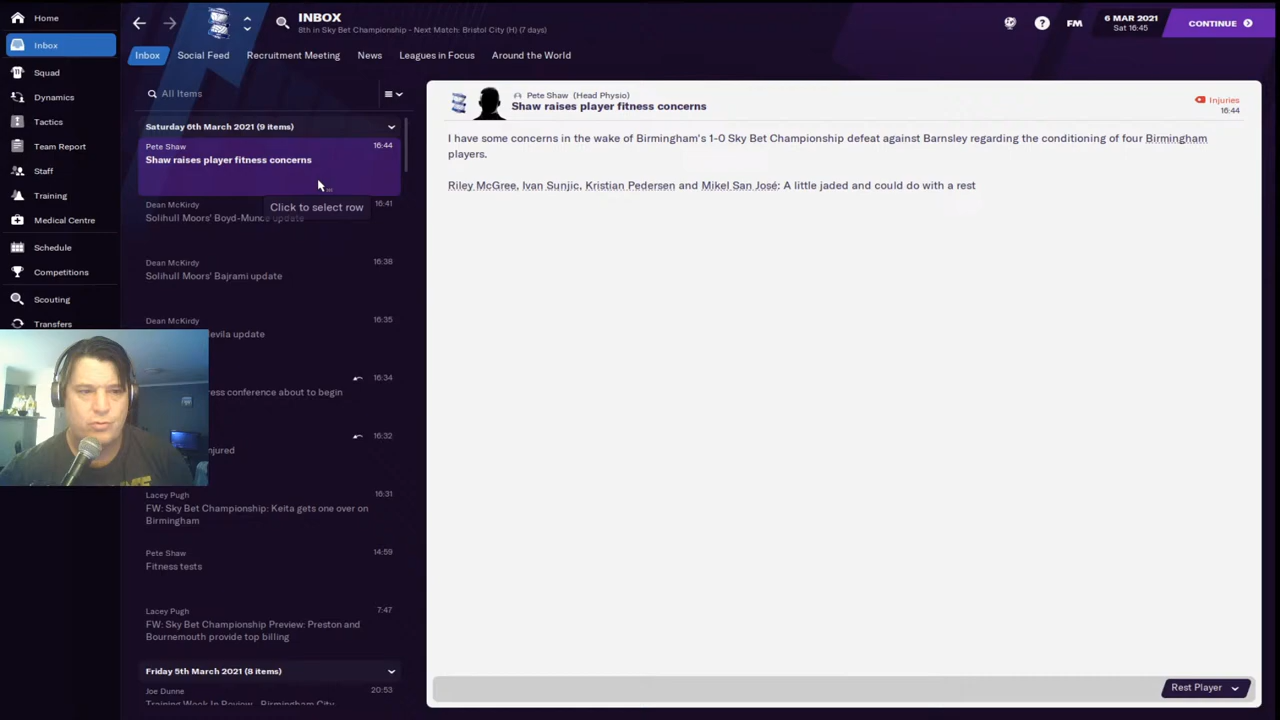 Home
Inbox
Squad
Dynamics
Tactics
Team Report
Staff
Training
Medical Centre
Schedule
Competitions
Scouting
Transfers
INBOX
8th in Sky Bet Championship - Next Match: Bristol City (H) (7 days)
FM
6 MAR 2021
Sat 16:45
CONTINUE
Inbox
Social Feed
Recruitment Meeting
News
Leagues in Focus
Around the World
All Items
Saturday 6th March 2021 (9 items)
Pete Shaw
16:44
Shaw raises player fitness concerns
Click to select row
Dean McKirdy
16:41
Solihull Moors' Boyd-Munce update
Dean McKirdy
16:38
Solihull Moors' Bajrami update
Dean McKirdy
16:35
update
16:34
conference about to begin
16:32
Lacey Pugh
16:31
FW: Sky Bet Championship: Keita gets one over on
Birmingham
Pete Shaw
14:59
Fitness tests
Lacey Pugh
7:47
FW: Sky Bet Championship Preview: Preston and
Bournemouth provide top billing
Friday 5th March 2021 (8 items)
Joe Dunne
20:53
Training Week In Review - Birmingham City
Pete Shaw (Head Physio)
Shaw raises player fitness concerns
Injuries
16:44
I have some concerns in the wake of Birmingham's 1-0 Sky Bet Championship defeat against Barnsley regarding the conditioning of four Birmingham
players.
Riley McGree, Ivan Sunjic, Kristian Pedersen and Mikel San José: A little jaded and could do with a rest
Rest Player